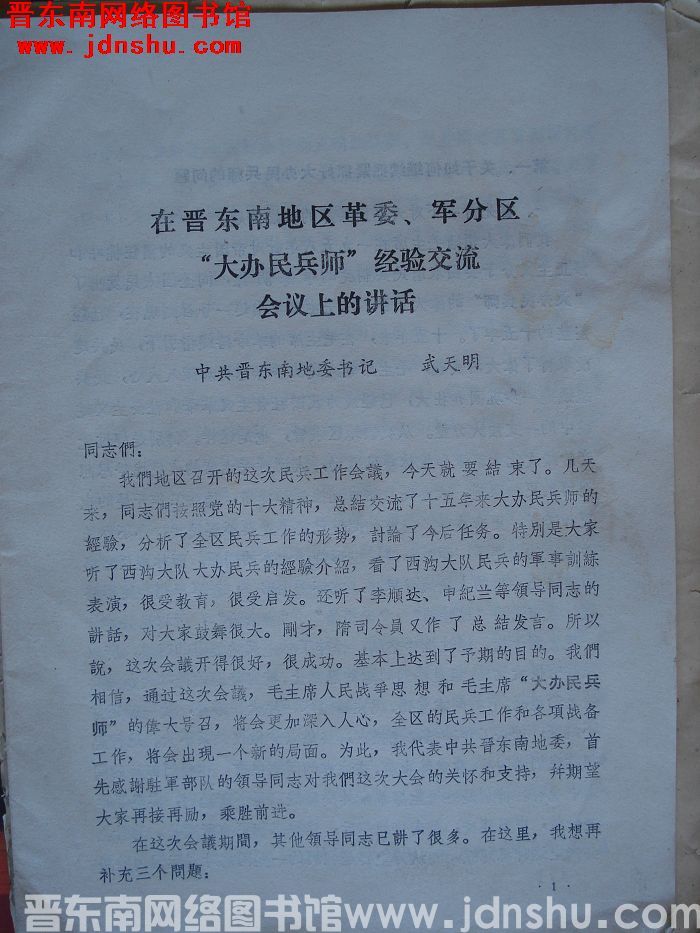 晋东南网络图书馆
www.jdnshu.com
在晋东南地区革委、军分区
“大办民兵师”经验交流
会议上的讲话
中共晋东南地委书记 武天明
同志們：
我們地区召开的这次民兵工作会議，今天就要結束了。几天
来，同志們按照党的十大精神，总結交流了十五年来大办民兵师的
經驗，分析了全区民兵工作的形势，討論了今后任务。特別是大家
听了西沟大队大办民兵的經驗介紹，看了西沟大队民兵的軍事訓練
表演，很受教育，很受启发。还听了李顺达、申紀兰等領导同志的
讲話，对大家鼓舞很大。剛才，隋司令員又作了总結发言。所以
說，这次会議开得很好，很成功。基本上达到了予期的目的。我們
相信，通过这次会議，毛主席人民战爭思想和毛主席“大办民兵
师”的偉大号召，将会更加深入人心，全区的民兵工作和各項战备
工作，将会出現一个新的局面。为此，我代表中共晋东南地委，首
先感謝駐軍部队的領导同志对我們这次大会的关怀和支持，幷期望
大家再接再励，乘胜前进。
在这次会議期間，其他領导同志已讲了很多。在这里，我想再
补充三个問題：
·1·
晋东南网络图书馆 www.jdnshu.com